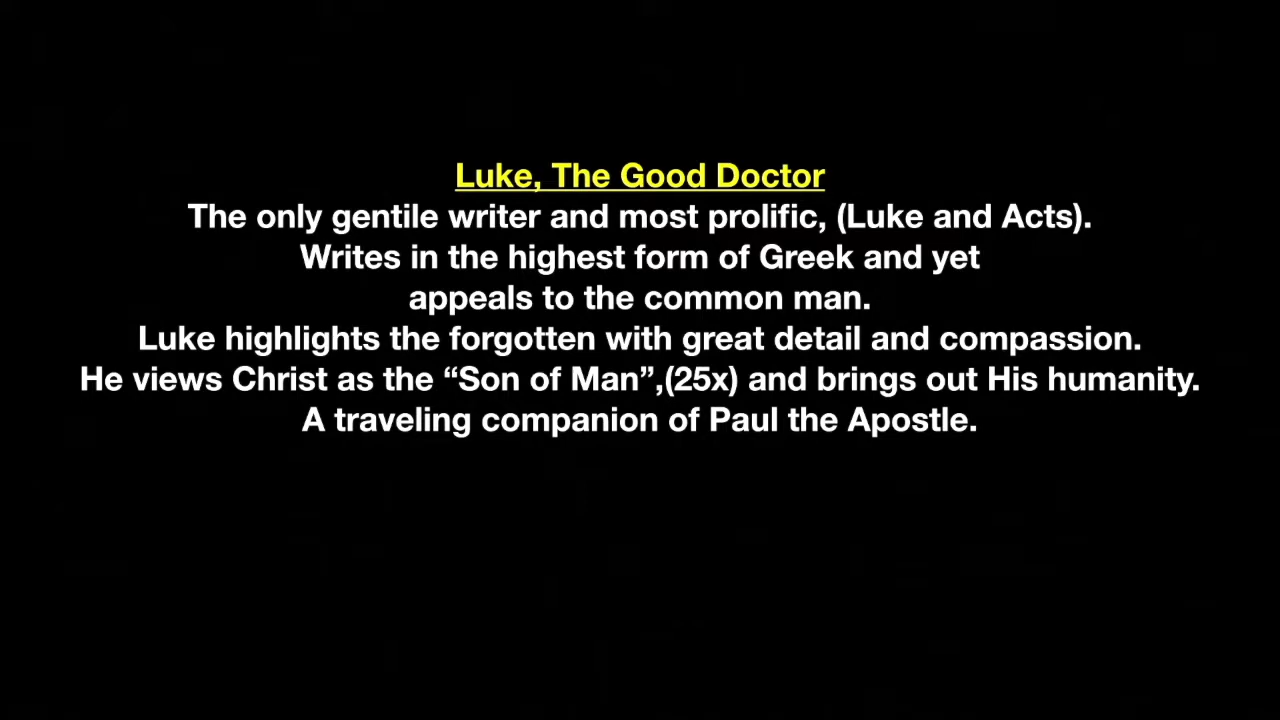 Luke, The Good Doctor
The only gentile writer and most prolific, (Luke and Acts).
Writes in the highest form of Greek and yet
appeals to the common man.
Luke highlights the forgotten with great detail and compassion.
He views Christ as the “Son of Man”,(25x) and brings out His humanity.
A traveling companion of Paul the Apostle.